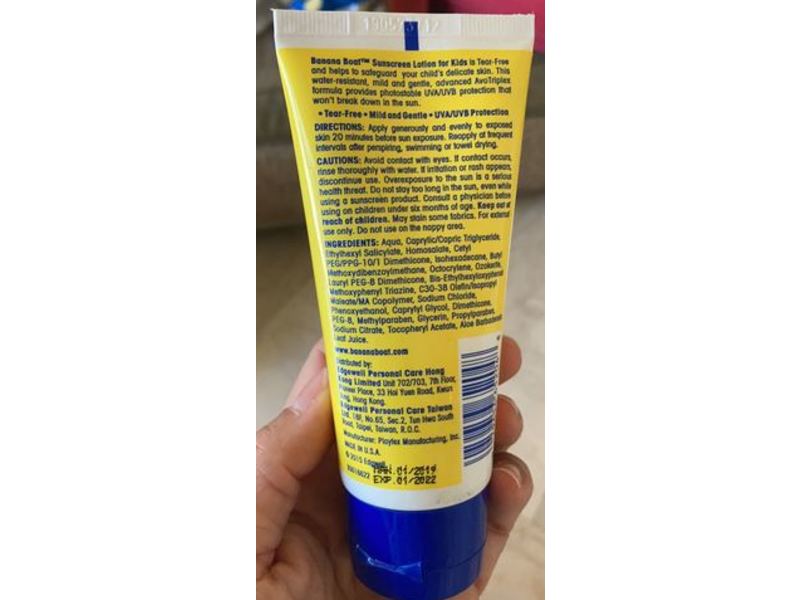 Banana Boat™ Sunscreen Lotion for Kids is Tear-Free
and helps to safeguard your child's delicate skin. This
water-resistant, mild and gentle, advanced AvoTriplex
formula provides photostable UVA/UVB protection that
won't break down in the sun.
• Tear-Free • Mild and Gentle • UVA/UVB Protection
DIRECTIONS: Apply generously and evenly to exposed
skin 20 minutes before sun exposure. Reapply at frequent
intervals after perspiring, swimming or towel drying.
CAUTIONS: Avoid contact with eyes. If contact occurs,
rinse thoroughly with water. If irritation or rash appears,
discontinue use. Overexposure to the sun is a serious
health threat. Do not stay too long in the sun, even while
using a sunscreen product. Consult a physician before
using on children under six months of age. Keep out of
reach of children. May stain some fabrics. For external
use only. Do not use on the nappy area.
INGREDIENTS: Aqua, Caprylic/Capric Triglyceride,
Ethylhexyl Salicylate, Homosalate, Cetyl
PEG/PPG-10/1 Dimethicone, Isohexadecane, Butyl
Methoxydibenzoylmethane, Octocrylene, Ozokerite,
Lauryl PEG-8 Dimethicone, Bis-Ethylhexyloxyphenol
Methoxyphenyl Triazine, C30-38 Olefin/Isopropyl
Maleate/MA Copolymer, Sodium Chloride,
Phenoxyethanol, Caprylyl Glycol, Dimethicone,
PEG-8, Methylparaben, Glycerin, Propylparaben,
Sodium Citrate, Tocopheryl Acetate, Aloe Barbadensis
Leaf Juice.
www.bananaboat.com
Distributed by:
Edgewell Personal Care Hong
Kong Limited Unit 702/703, 7th Floor,
Pioneer Place, 33 Hoi Yuen Road, Kwun
Tong, Hong Kong.
Edgewell Personal Care Taiwan
Ltd. 18F, No.65, Sec.2, Tun Hwa South
Road, Taipei, Taiwan, R.O.C.
Manufacturer: Playtex Manufacturing, Inc.
MADE IN U.S.A.
© 2015 Edgewell
MAN.01/2019
EXP.01/2022